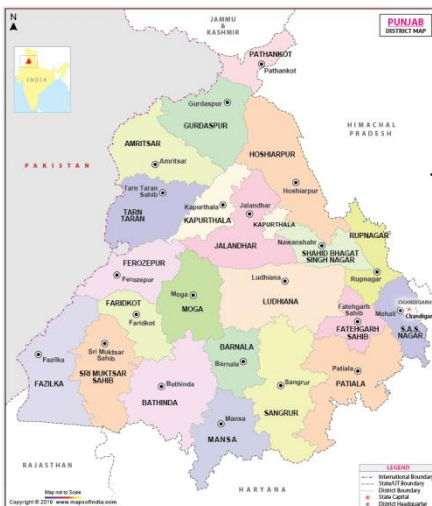 JAMMU
&
KASHMIR
PUNJAB
DISTRICT MAP
N
INDIA
PATHANKOT
Pathankot
Gurdaspur
GURDASPUR
HIMACHAL
PRADESH
AMRITSAR
Amritsar
HOSHIARPUR
Hoshiarpur
PAKISTAN
Tarn Taran
Sahib
TARN
TARAN
Kapurthala
KAPURTHALA
Jalandhar
KAPURTHALA
JALANDHAR
Nawanshahr
SHAHID BHAGAT
SINGH NAGAR
RUPNAGAR
Rupnagar
FEROZEPUR
Ferozepur
Moga
MOGA
Ludhiana
LUDHIANA
CHANDIGARH
Chandigarh
Mohali
S.A.S.
NAGAR
Fatehgarh
Sahib
FATEHGARH
SAHIB
FARIDKOT
Faridkot
Fazilka
FAZILKA
Sri Muktsar
Sahib
SRI MUKTSAR
SAHIB
BARNALA
Barnala
Bathinda
BATHINDA
Sangrur
SANGRUR
Patiala
PATIALA
Mansa
MANSA
RAJASTHAN
HARYANA
LEGEND
International Boundary
State/UT Boundary
District Boundary
State Capital
District Headquarter
Map not to Scale
Copyright © 2019 www.mapsofindia.com